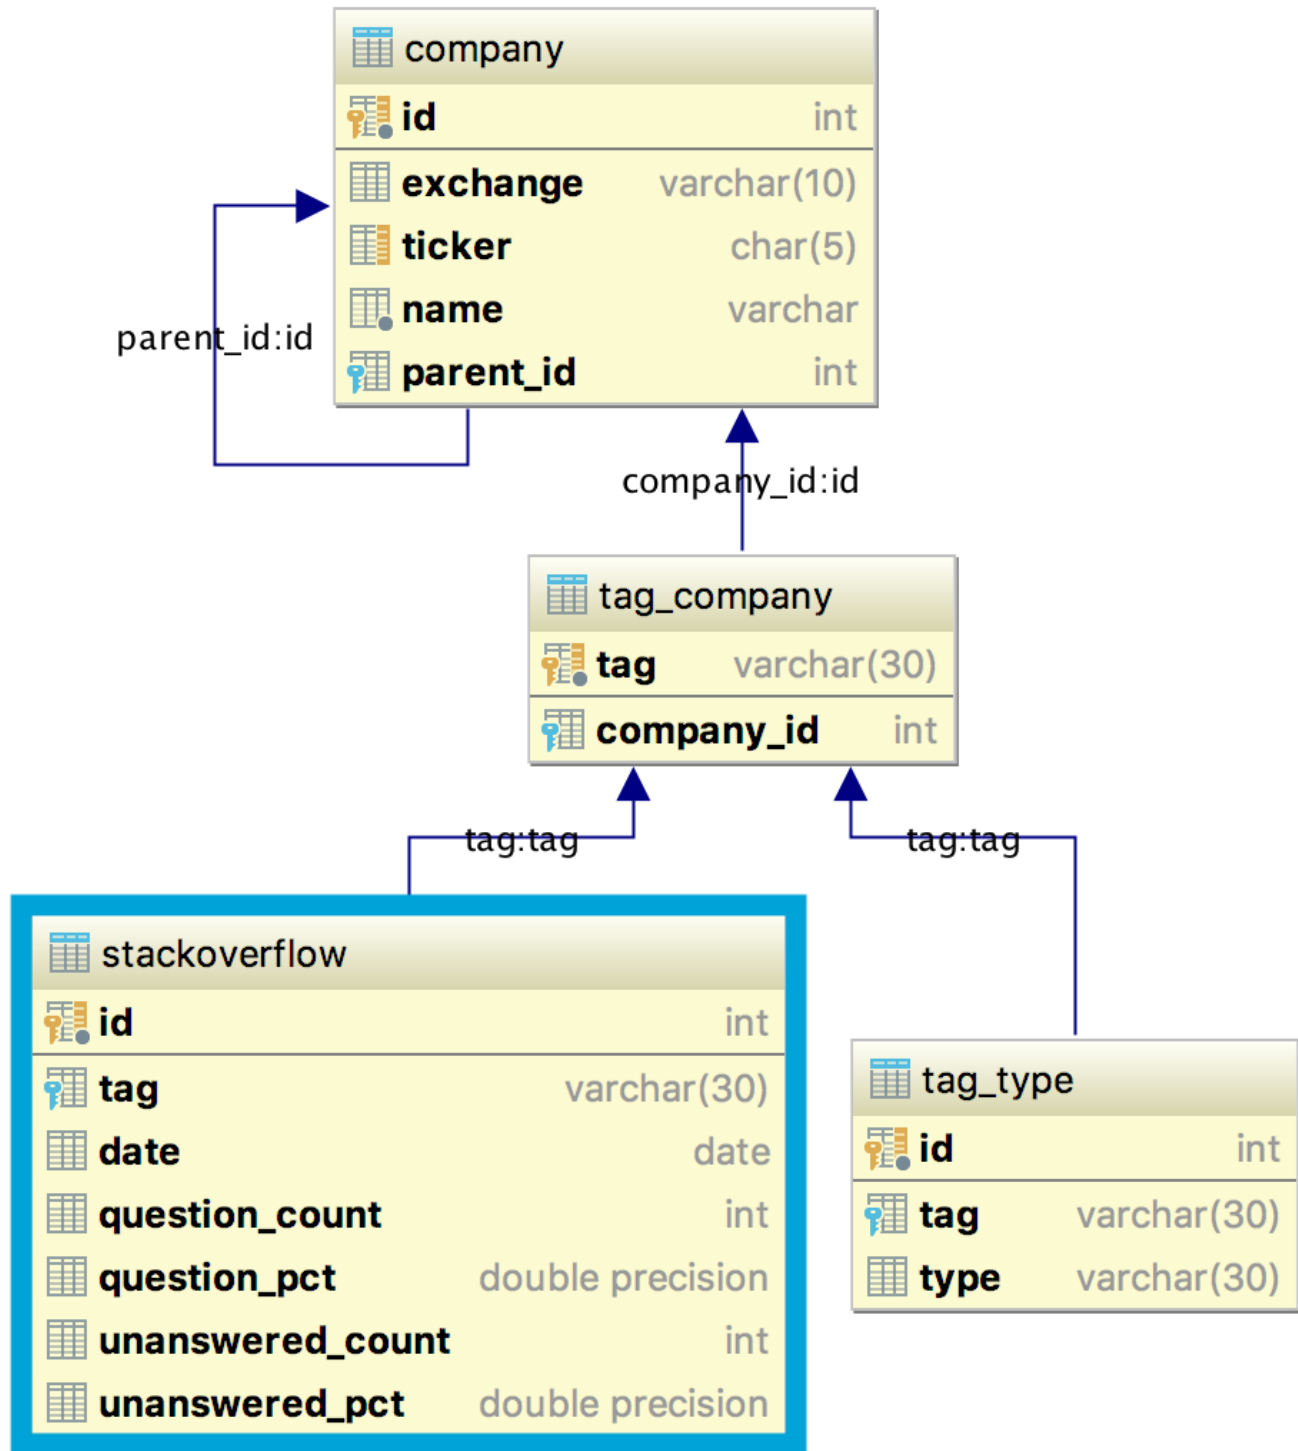 company
id int
exchange varchar(10)
ticker char(5)
name varchar
parent_id int
parent_id:id
company_id:id
tag_company
tag varchar(30)
company_id int
tag:tag
tag:tag
stackoverflow
id int
tag varchar(30)
date date
question_count int
question_pct double precision
unanswered_count int
unanswered_pct double precision
tag_type
id int
tag varchar(30)
type varchar(30)